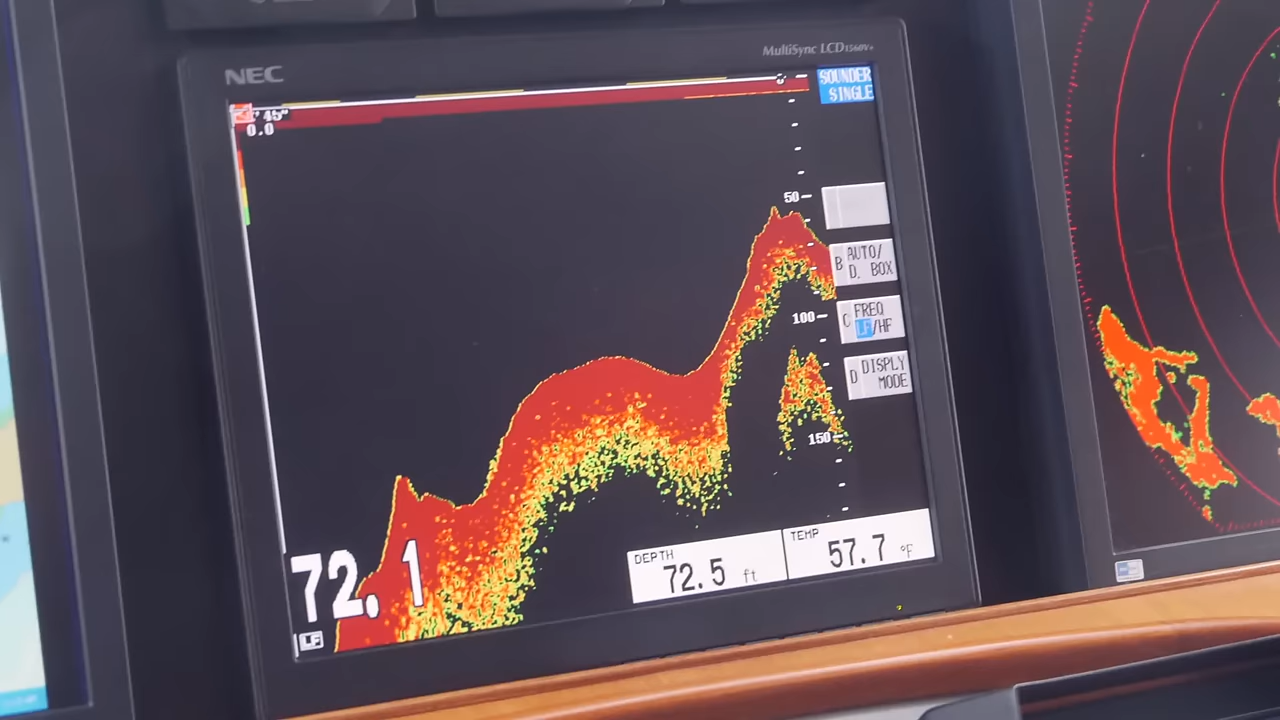 NEC
MultiSync LCD1560V+
SOUNDER
SINGLE
45"
0.0
50
B AUTO/
D. BOX
100
C FREQ
LF/HF
D DISPLY
MODE
150
DEPTH
72.5 ft
TEMP
57.7 °F
72.1
LF